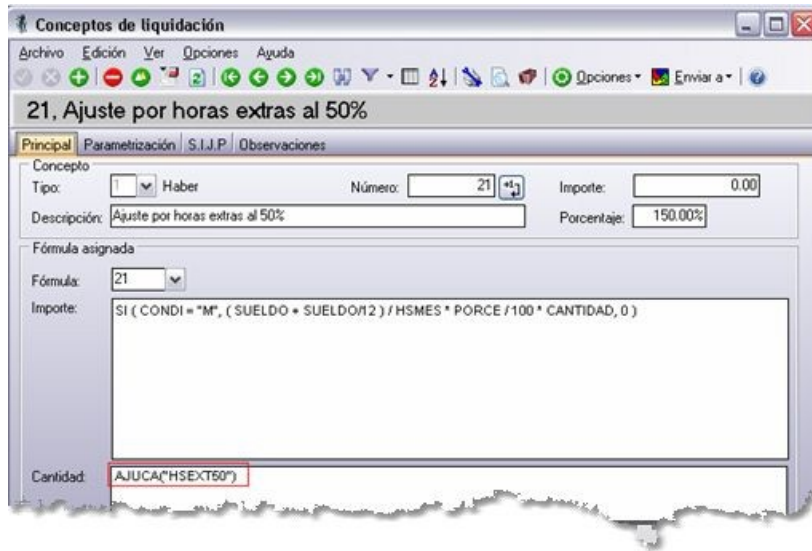 Conceptos de liquidación
Archivo Edición Ver Opciones Ayuda
Opciones Enviar a
21, Ajuste por horas extras al 50%
Principal Parametrización S.I.J.P Observaciones
Concepto
Tipo: 1 Haber Número: 21 +1 Importe: 0.00
Descripción: Ajuste por horas extras al 50% Porcentaje: 150.00%
Fórmula asignada
Fórmula: 21
Importe: SI ( CONDI = "M", ( SUELDO + SUELDO/12 ) / HSMES * PORCE / 100 * CANTIDAD, 0 )
Cantidad: AJUCA("HSEXT50")